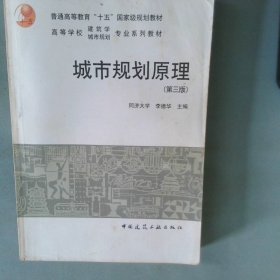 普通高等教育“十五”国家级规划教材
高等学校 建筑学 城市规划 专业系列教材
城市规划原理
(第三版)
同济大学 李德华 主编
中国建筑工业出版社